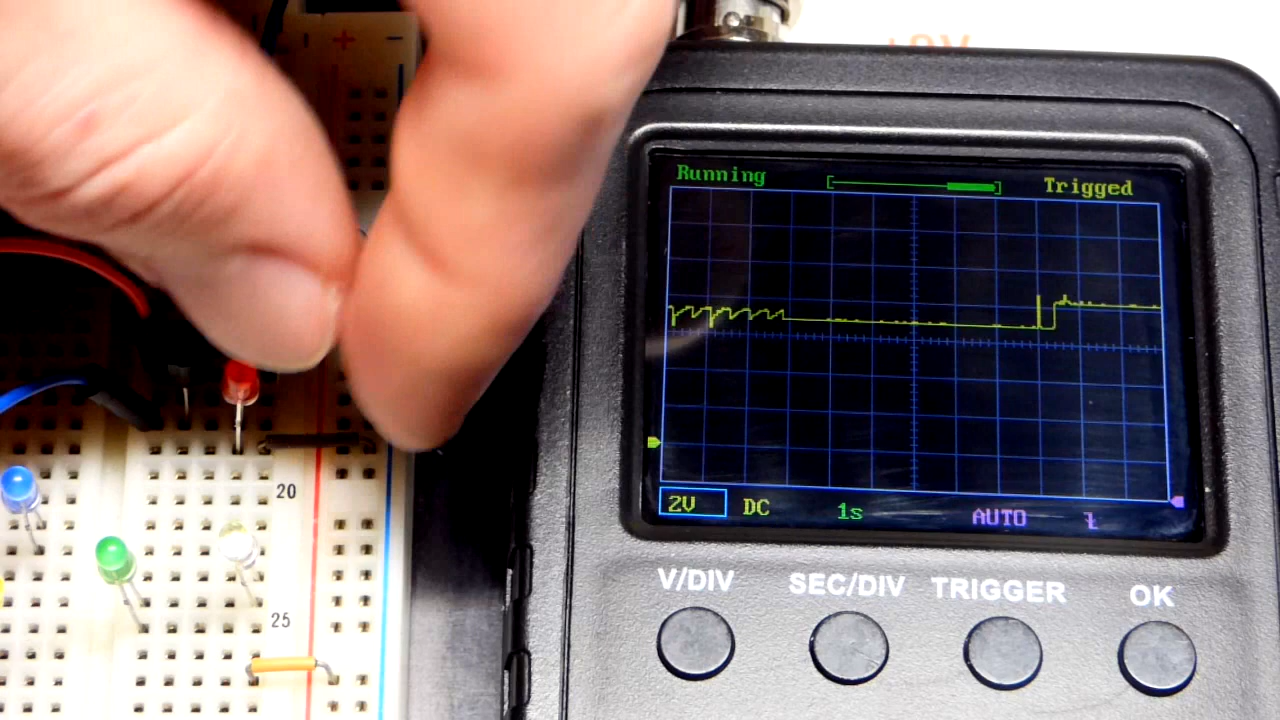 +
Running
Trigged
20
25
2V DC 1s AUTO
V/DIV SEC/DIV TRIGGER OK